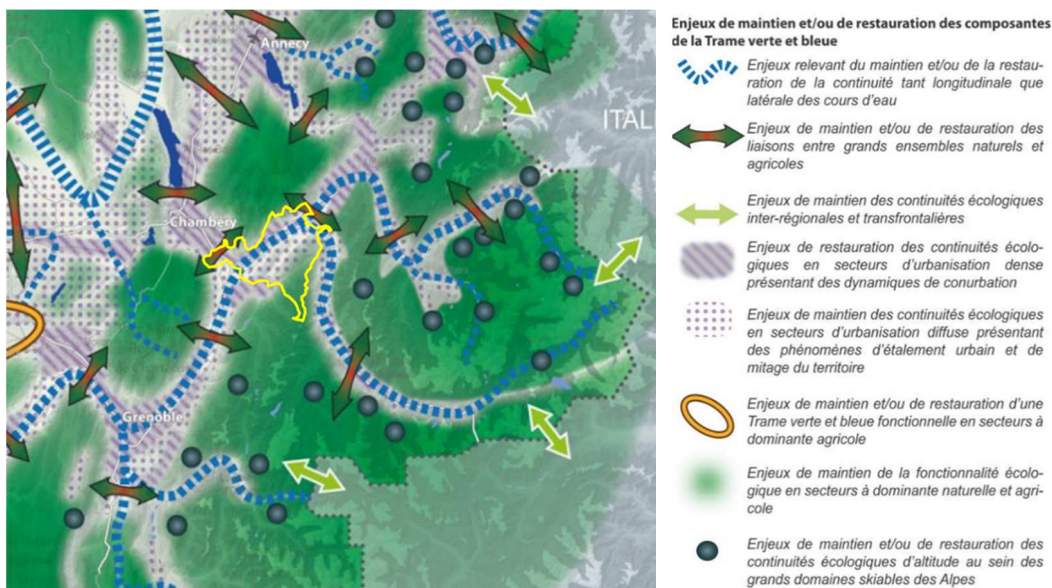 Annecy
ITALI
Chambéry
Grenoble
Enjeux de maintien et/ou de restauration des composantes
de la Trame verte et bleue
Enjeux relevant du maintien et/ou de la restau-
ration de la continuité tant longitudinale que
latérale des cours d'eau
Enjeux de maintien et/ou de restauration des
liaisons entre grands ensembles naturels et
agricoles
Enjeux de maintien des continuités écologiques
inter-régionales et transfrontalières
Enjeux de restauration des continuités écolo-
giques en secteurs d'urbanisation dense
présentant des dynamiques de conurbation
Enjeux de maintien des continuités écologiques
en secteurs d'urbanisation diffuse présentant
des phénomènes d'étalement urbain et de
mitage du territoire
Enjeux de maintien et/ou de restauration d'une
Trame verte et bleue fonctionnelle en secteurs à
dominante agricole
Enjeux de maintien de la fonctionnalité écolo-
gique en secteurs à dominante naturelle et agri-
cole
Enjeux de maintien et/ou de restauration des
continuités écologiques d'altitude au sein des
grands domaines skiables des Alpes